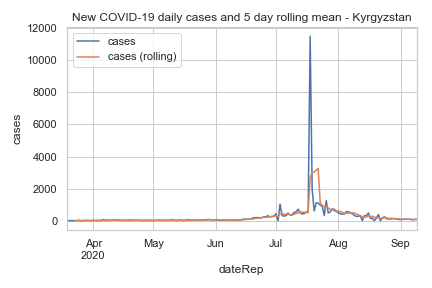 New COVID-19 daily cases and 5 day rolling mean - Kyrgyzstan
cases
cases (rolling)
12000
10000
8000
6000
4000
2000
0
cases
Apr May Jun Jul Aug Sep
2020
dateRep